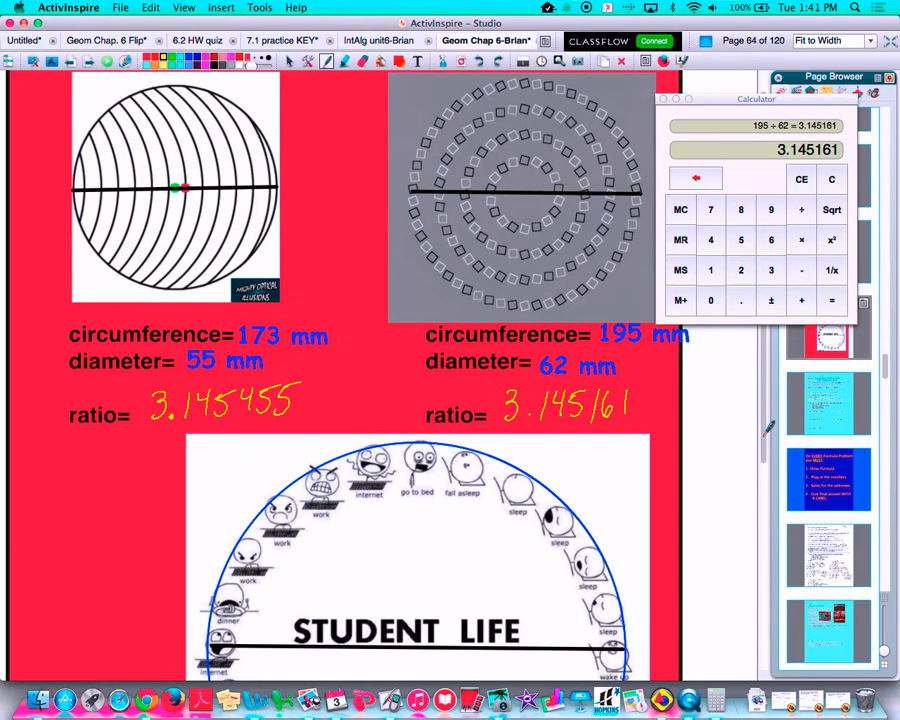 ActivInspire File Edit View Insert Tools Help 100% Tue 1:41 PM
ActivInspire - Studio
Untitled* Geom Chap. 6 Flip* 6.2 HW quiz 7.1 practice KEY* IntAlg unit6-Brian Geom Chap 6-Brian* CLASSFLOW Connect Page 64 of 120 Fit to Width
Page Browser
Calculator
195 ÷ 62 = 3.145161
3.145161
CE C
MC 7 8 9 ÷ Sqrt
MR 4 5 6 × x²
MS 1 2 3 - 1/x
M+ 0 . ± + =
MIGHTY OPTICAL
ILLUSIONS
circumference= 173 mm
diameter= 55 mm
ratio= 3.145455
circumference= 195 mm
diameter= 62 mm
ratio= 3.145161
internet
go to bed
fall asleep
work
sleep
work
sleep
work
sleep
dinner
sleep
STUDENT LIFE
internet
wake up
HOPKINS